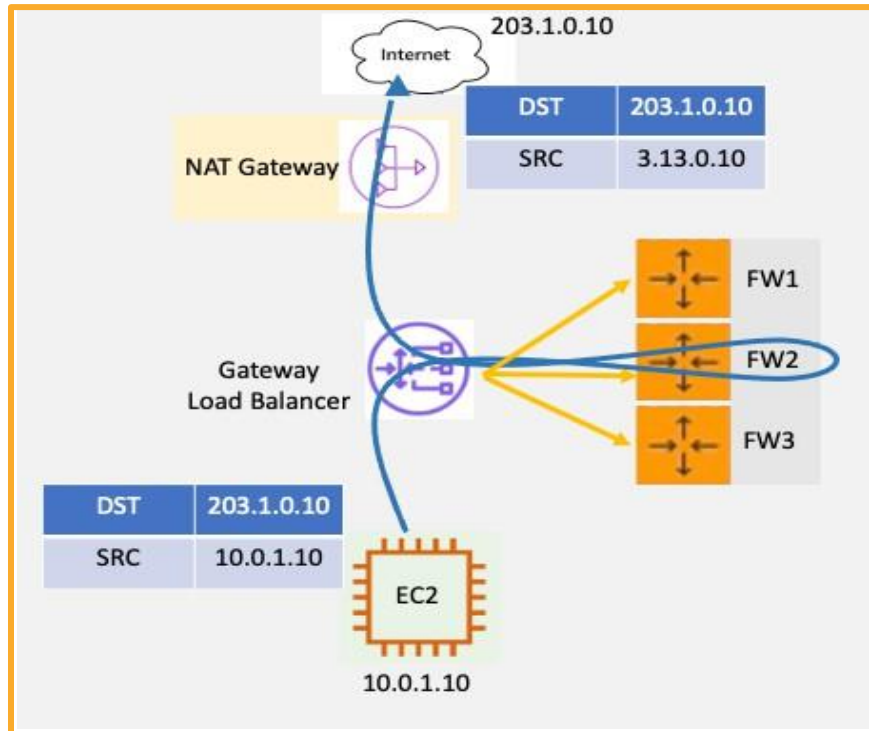 203.1.0.10
Internet
DST 203.1.0.10
SRC 3.13.0.10
NAT Gateway
FW1
Gateway
Load Balancer
FW2
FW3
DST 203.1.0.10
SRC 10.0.1.10
EC2
10.0.1.10